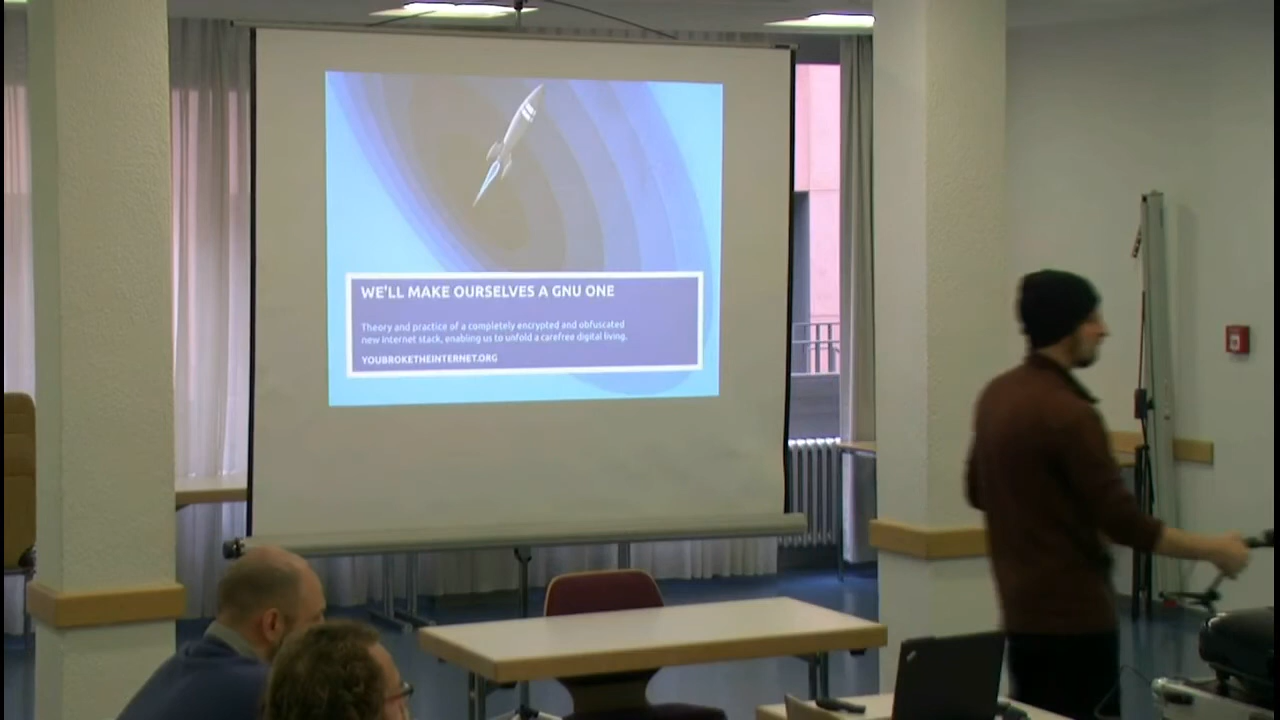 WE'LL MAKE OURSELVES A GNU ONE
Theory and practice of a completely encrypted and obfuscated
new internet stack, enabling us to unfold a carefree digital living.
YOUBROKETHEINTERNET.ORG